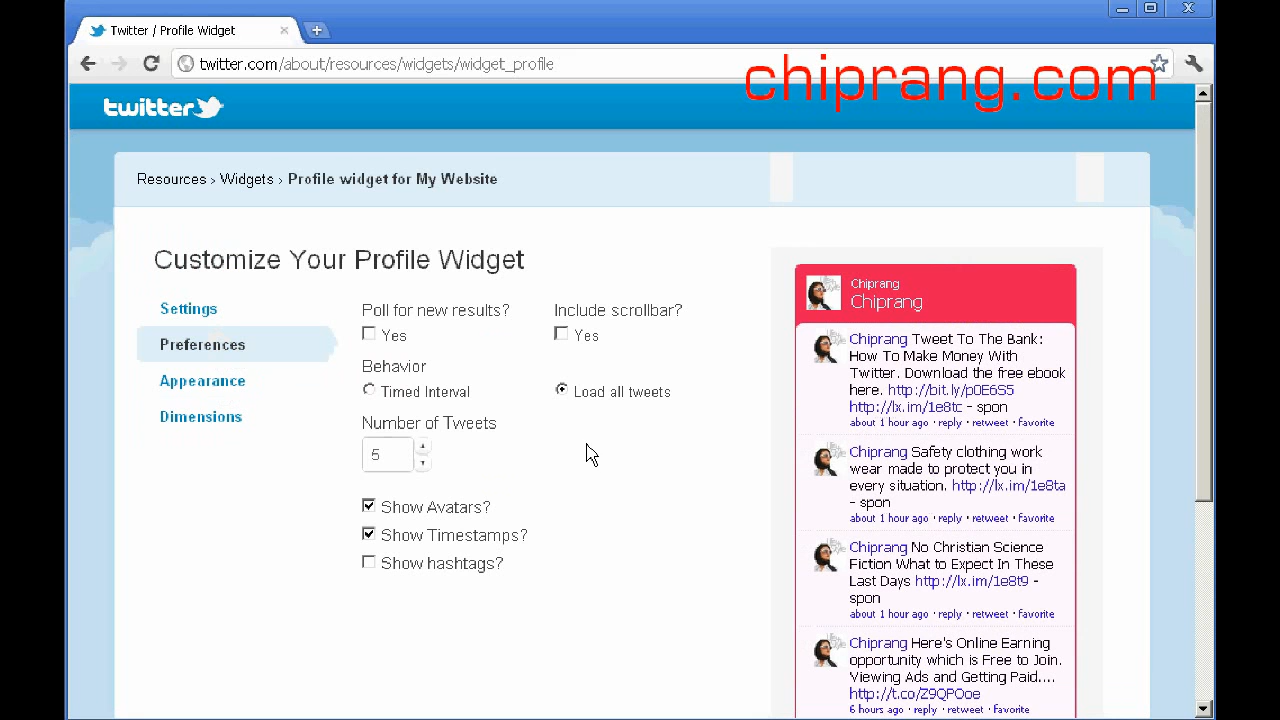 Twitter / Profile Widget
twitter.com/about/resources/widgets/widget_profile
chiprang.com
twitter
Resources › Widgets › Profile widget for My Website
Customize Your Profile Widget
Settings
Preferences
Appearance
Dimensions
Poll for new results?
Yes
Include scrollbar?
Yes
Behavior
Timed Interval
Load all tweets
Number of Tweets
5
Show Avatars?
Show Timestamps?
Show hashtags?
Chiprang
Chiprang
Chiprang Tweet To The Bank:
How To Make Money With
Twitter. Download the free ebook
here. http://bit.ly/p0E6S5
http://lx.im/1e8tc - spon
about 1 hour ago · reply · retweet · favorite
Chiprang Safety clothing work
wear made to protect you in
every situation. http://lx.im/1e8ta
- spon
about 1 hour ago · reply · retweet · favorite
Chiprang No Christian Science
Fiction What to Expect In These
Last Days http://lx.im/1e8t9 -
spon
about 1 hour ago · reply · retweet · favorite
Chiprang Here's Online Earning
opportunity which is Free to Join.
Viewing Ads and Getting Paid....
http://t.co/Z9QPOoe
6 hours ago · reply · retweet · favorite